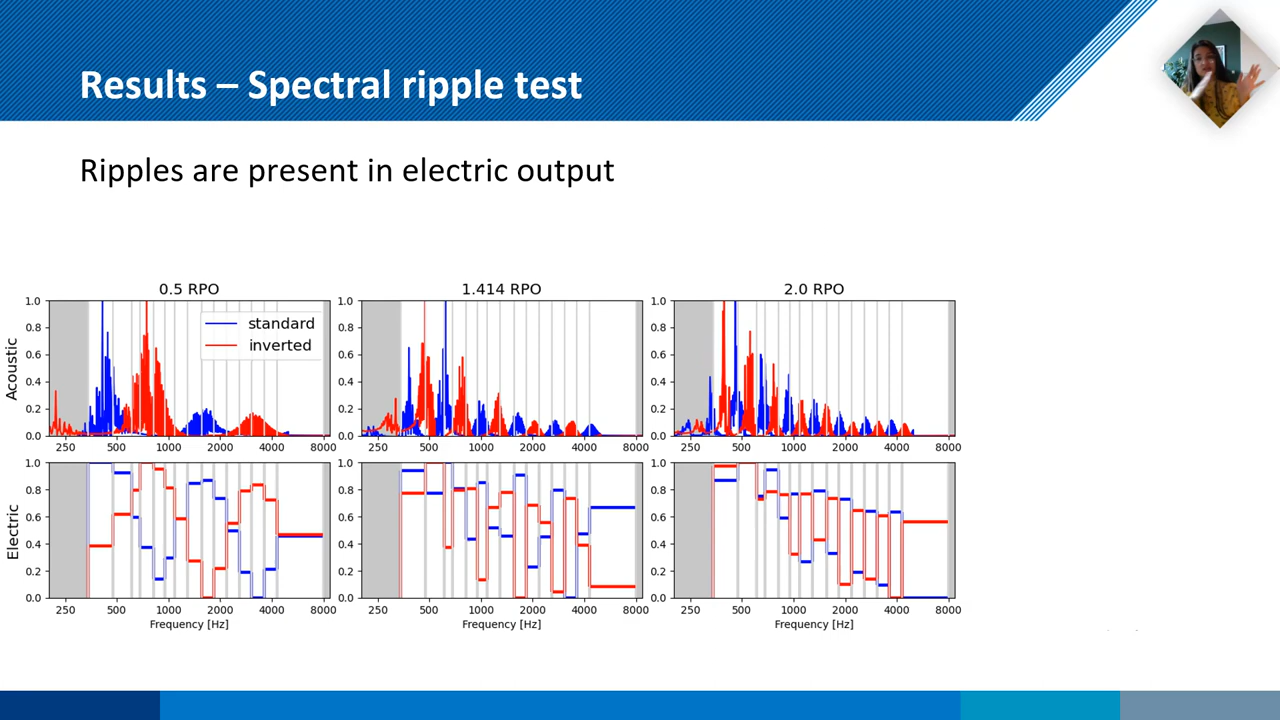 Results – Spectral ripple test
Ripples are present in electric output
0.5 RPO
1.414 RPO
2.0 RPO
Acoustic
1.0
0.8
0.6
0.4
0.2
0.0
standard
inverted
250 500 1000 2000 4000 8000
1.0
0.8
0.6
0.4
0.2
0.0
250 500 1000 2000 4000 8000
1.0
0.8
0.6
0.4
0.2
0.0
250 500 1000 2000 4000 8000
Electric
1.0
0.8
0.6
0.4
0.2
0.0
250 500 1000 2000 4000 8000
Frequency [Hz]
1.0
0.8
0.6
0.4
0.2
0.0
250 500 1000 2000 4000 8000
Frequency [Hz]
1.0
0.8
0.6
0.4
0.2
0.0
250 500 1000 2000 4000 8000
Frequency [Hz]